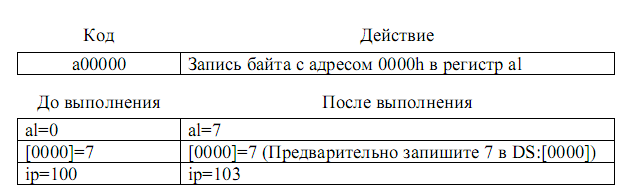 Код Действие
a00000 Запись байта с адресом 0000h в регистр al
До выполнения После выполнения
al=0 al=7
[0000]=7 [0000]=7 (Предварительно запишите 7 в DS:[0000])
ip=100 ip=103